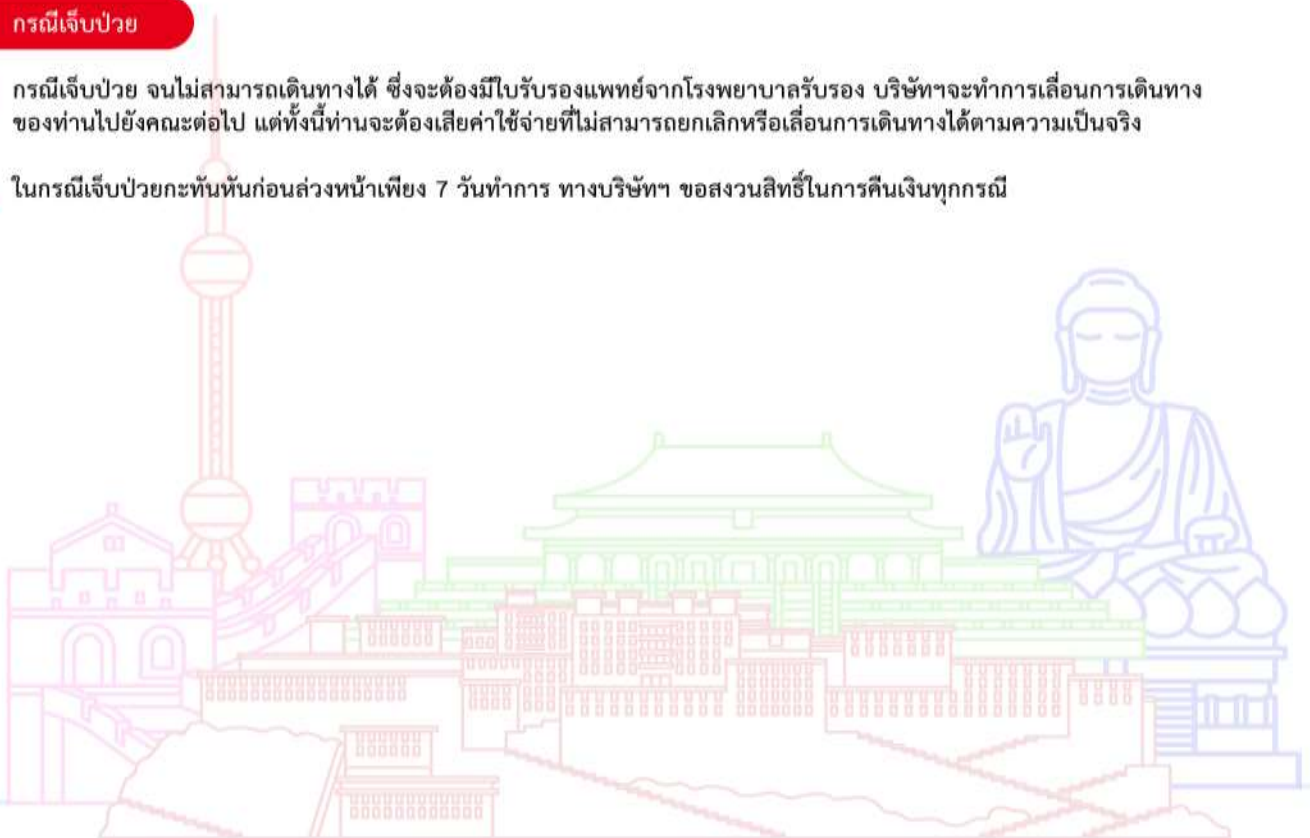 กรณีเจ็บป่วย
กรณีเจ็บป่วย จนไม่สามารถเดินทางได้ ซึ่งจะต้องมีใบรับรองแพทย์จากโรงพยาบาลรับรอง บริษัทฯจะทำการเลื่อนการเดินทาง
ของท่านไปยังคณะต่อไป แต่ทั้งนี้ท่านจะต้องเสียค่าใช้จ่ายที่ไม่สามารถยกเลิกหรือเลื่อนการเดินทางได้ตามความเป็นจริง
ในกรณีเจ็บป่วยกะทันหันก่อนล่วงหน้าเพียง 7 วันทำการ ทางบริษัทฯ ขอสงวนสิทธิ์ในการคืนเงินทุกกรณี